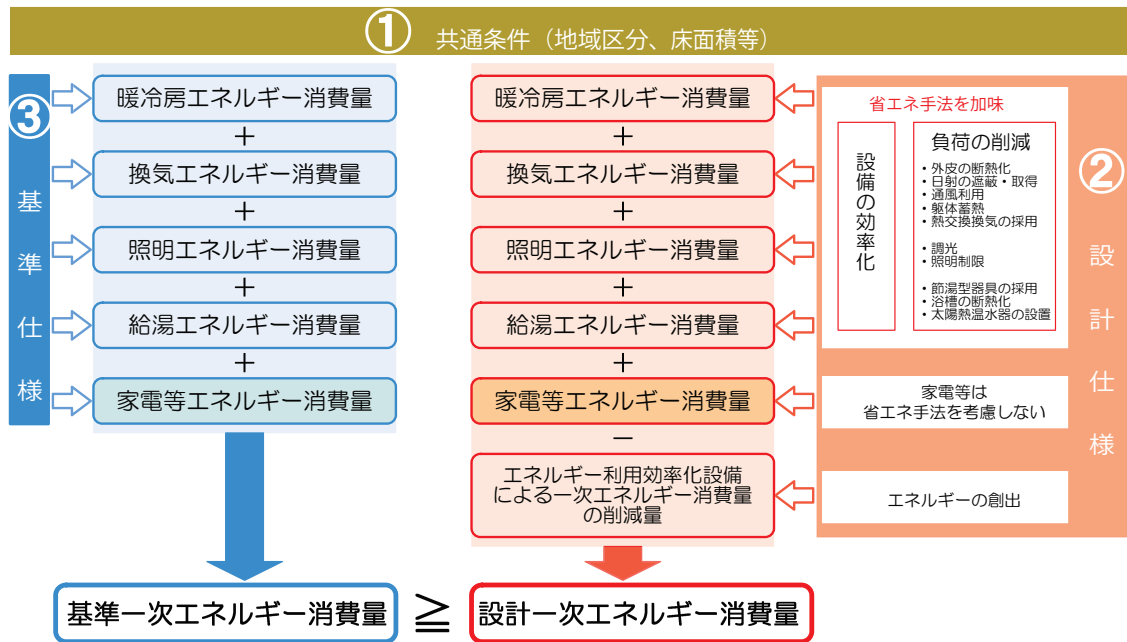 ① 共通条件（地域区分、床面積等）
③
基準仕様
暖冷房エネルギー消費量
＋
換気エネルギー消費量
＋
照明エネルギー消費量
＋
給湯エネルギー消費量
＋
家電等エネルギー消費量
暖冷房エネルギー消費量
＋
換気エネルギー消費量
＋
照明エネルギー消費量
＋
給湯エネルギー消費量
＋
家電等エネルギー消費量
－
エネルギー利用効率化設備
による一次エネルギー消費量
の削減量
省エネ手法を加味
設備の効率化
負荷の削減
・外皮の断熱化
・日射の遮蔽・取得
・通風利用
・躯体蓄熱
・熱交換換気の採用
・調光
・照明制限
・節湯型器具の採用
・浴槽の断熱化
・太陽熱温水器の設置
家電等は
省エネ手法を考慮しない
エネルギーの創出
②
設計仕様
基準一次エネルギー消費量 ≧ 設計一次エネルギー消費量